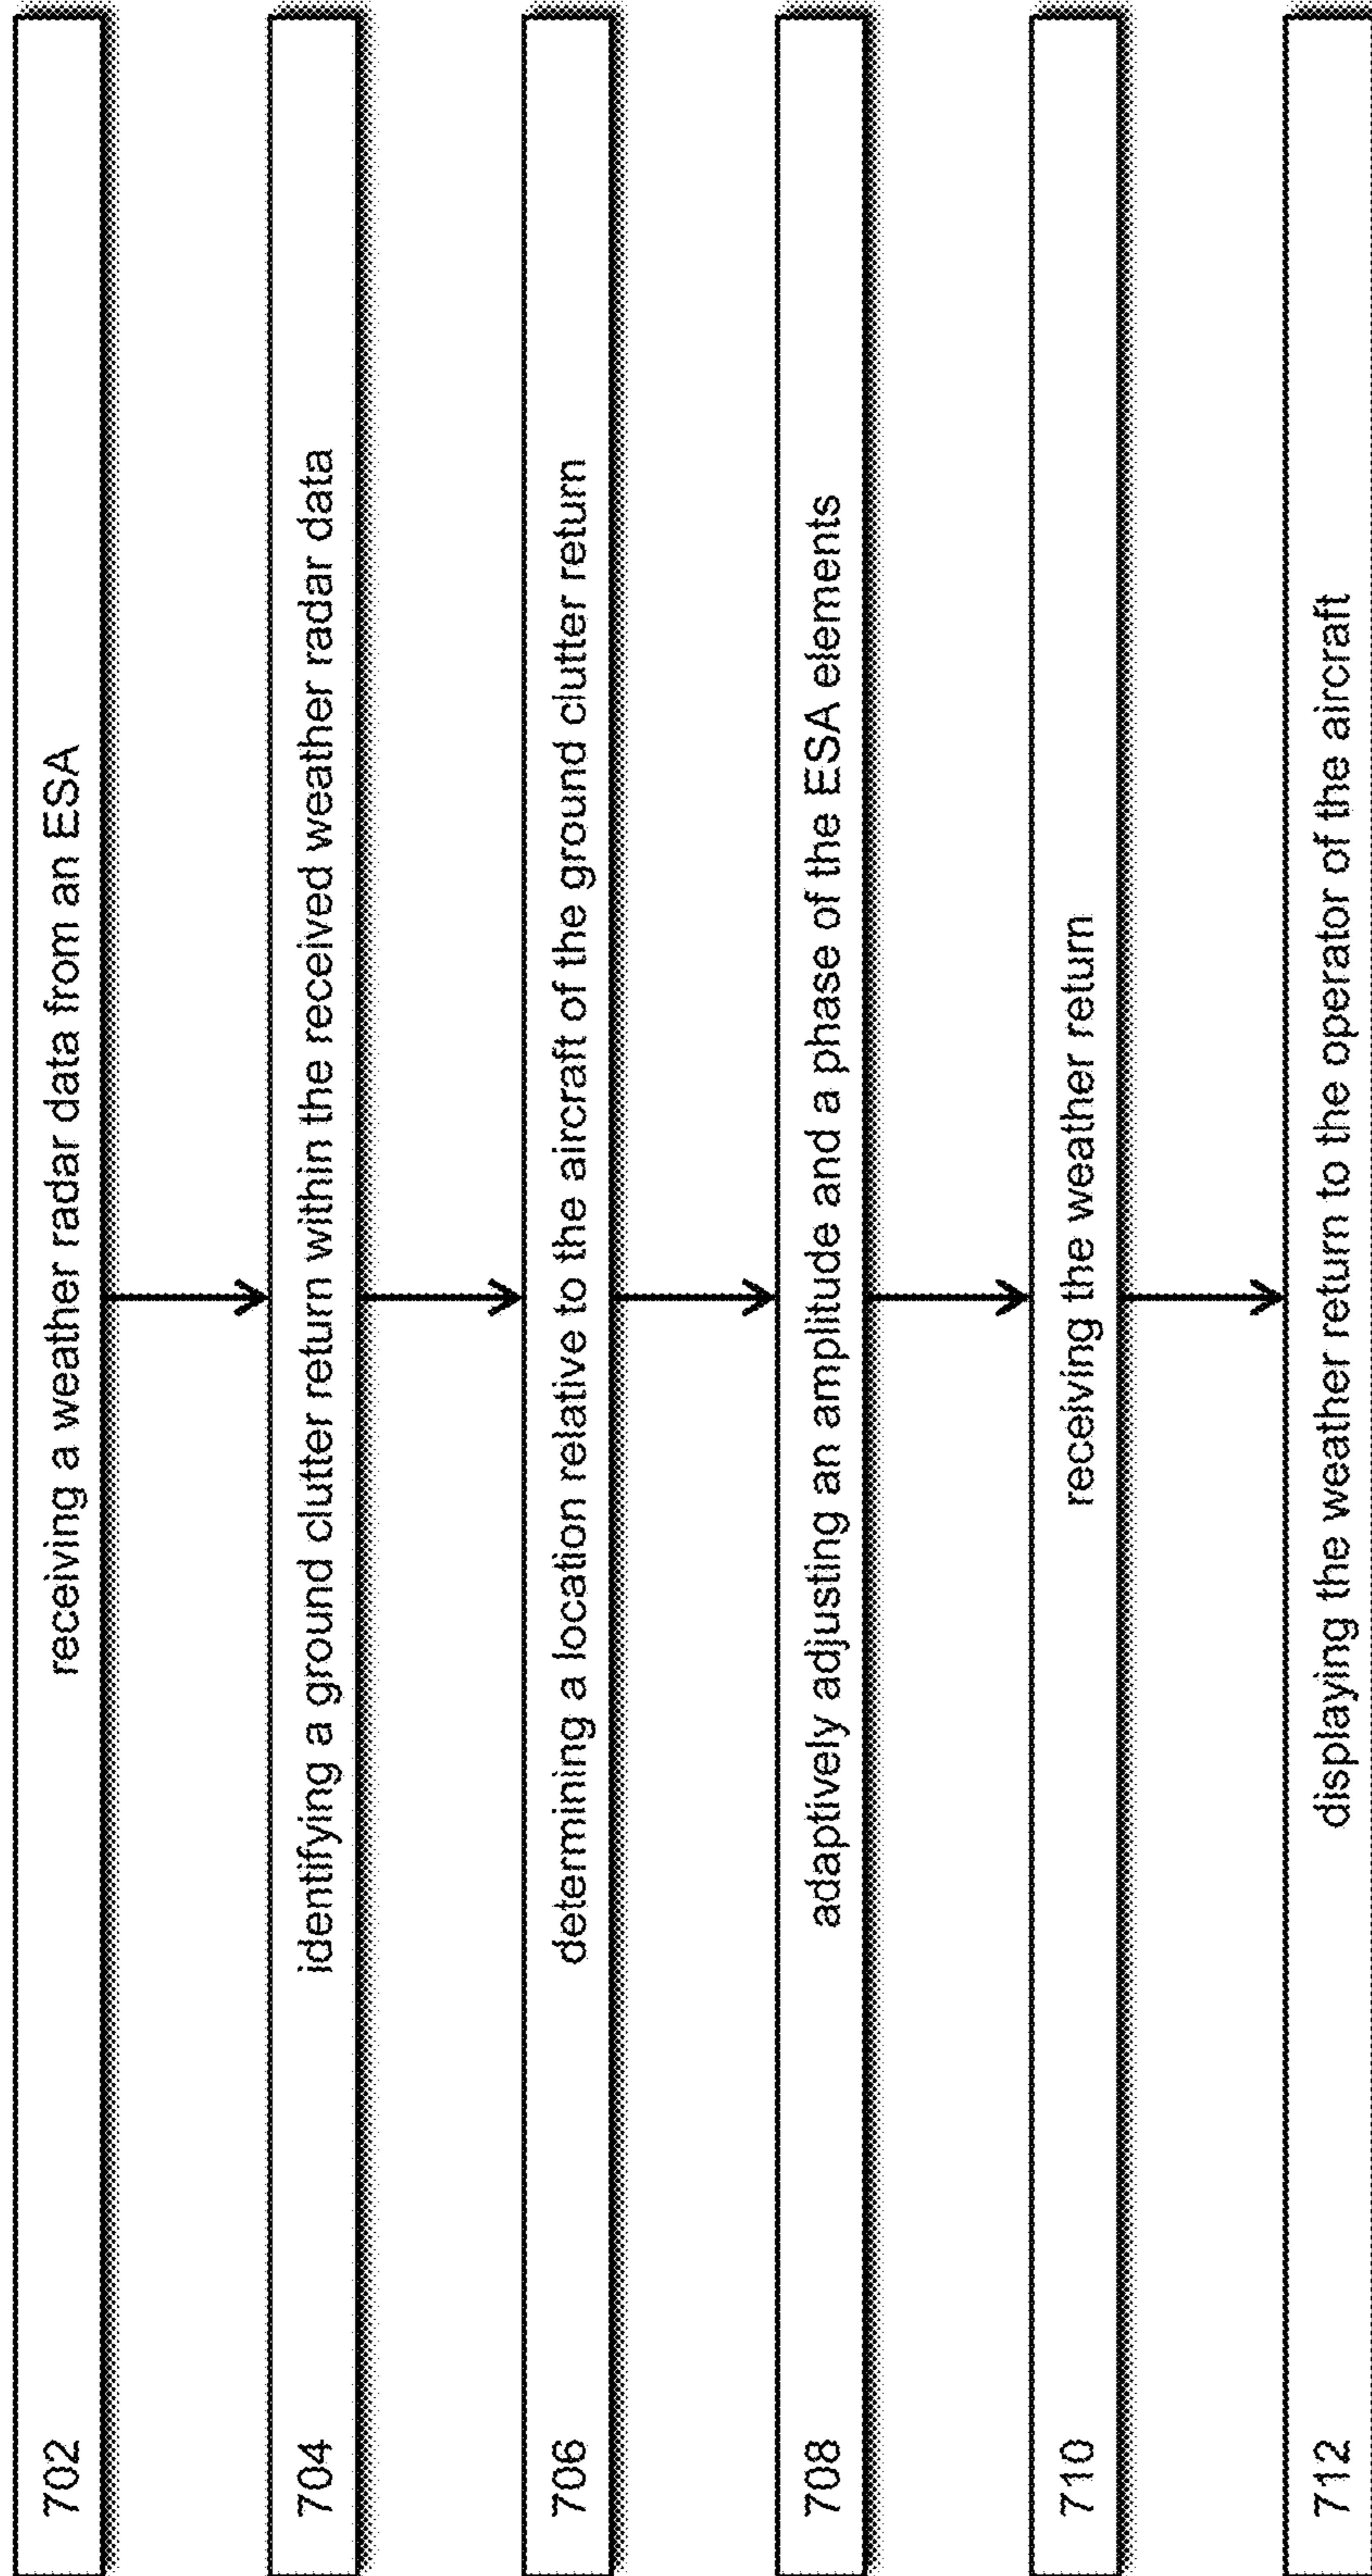 702 receiving a weather radar data from an ESA
704 identifying a ground clutter return within the received weather radar data
706 determining a location relative to the aircraft of the ground clutter return
708 adaptively adjusting an amplitude and a phase of the ESA elements
710 receiving the weather return
712 displaying the weather return to the operator of the aircraft